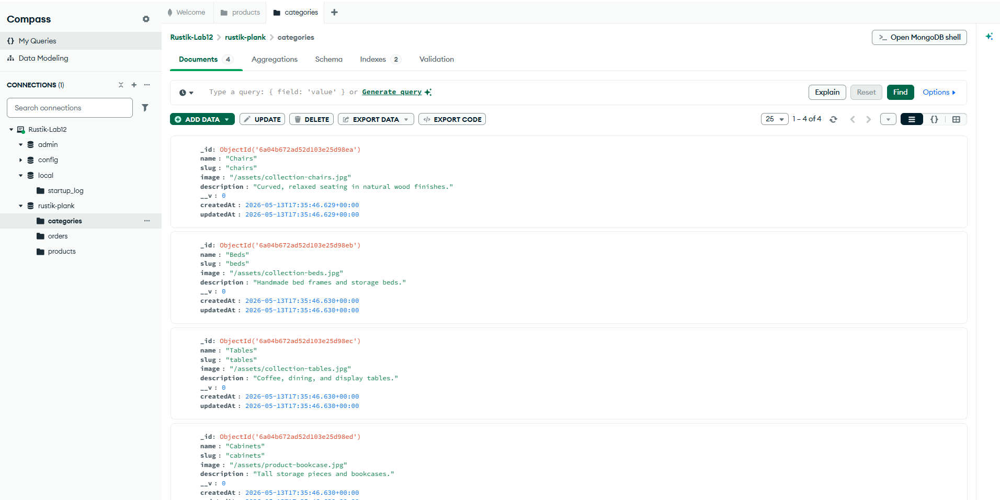 Compass
My Queries
Data Modeling
CONNECTIONS (1)
Search connections
Rustik-Lab12
admin
config
local
startup_log
rustik-plank
categories
orders
products
Welcome
products
categories
Rustik-Lab12 > rustik-plank > categories
>_ Open MongoDB shell
Documents 4 Aggregations Schema Indexes 2 Validation
Type a query: { field: 'value' } or Generate query
Explain Reset Find Options
ADD DATA UPDATE DELETE EXPORT DATA EXPORT CODE
25 1 – 4 of 4
_id: ObjectId('6a04b672ad52d103e25d98ea')
name : "Chairs"
slug : "chairs"
image : "/assets/collection-chairs.jpg"
description : "Curved, relaxed seating in natural wood finishes."
__v : 0
createdAt : 2026-05-13T17:35:46.629+00:00
updatedAt : 2026-05-13T17:35:46.629+00:00
_id: ObjectId('6a04b672ad52d103e25d98eb')
name : "Beds"
slug : "beds"
image : "/assets/collection-beds.jpg"
description : "Handmade bed frames and storage beds."
__v : 0
createdAt : 2026-05-13T17:35:46.630+00:00
updatedAt : 2026-05-13T17:35:46.630+00:00
_id: ObjectId('6a04b672ad52d103e25d98ec')
name : "Tables"
slug : "tables"
image : "/assets/collection-tables.jpg"
description : "Coffee, dining, and display tables."
__v : 0
createdAt : 2026-05-13T17:35:46.630+00:00
updatedAt : 2026-05-13T17:35:46.630+00:00
_id: ObjectId('6a04b672ad52d103e25d98ed')
name : "Cabinets"
slug : "cabinets"
image : "/assets/product-bookcase.jpg"
description : "Tall storage pieces and bookcases."
__v : 0
createdAt : 2026-05-13T17:35:46.630+00:00